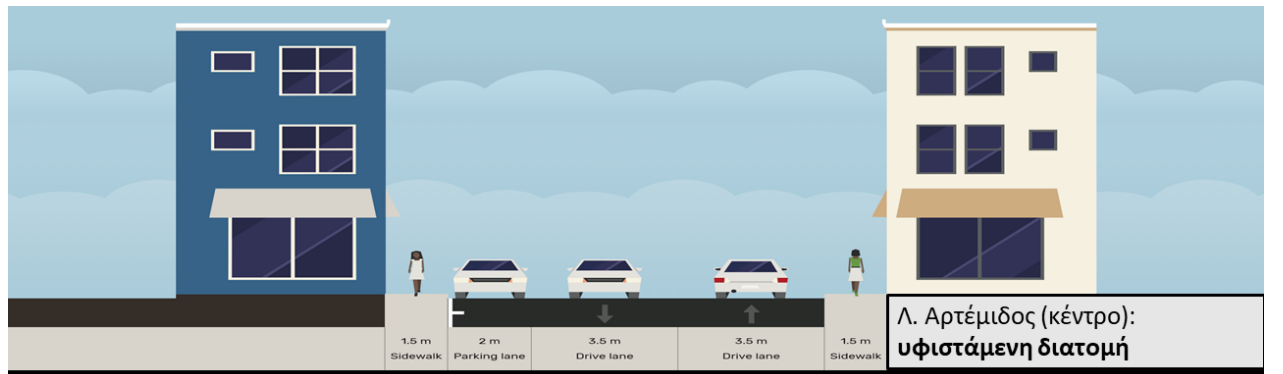 1.5 m
Sidewalk
2 m
Parking lane
3.5 m
Drive lane
3.5 m
Drive lane
1.5 m
Sidewalk
Λ. Αρτέμιδος (κέντρο):
υφιστάμενη διατομή